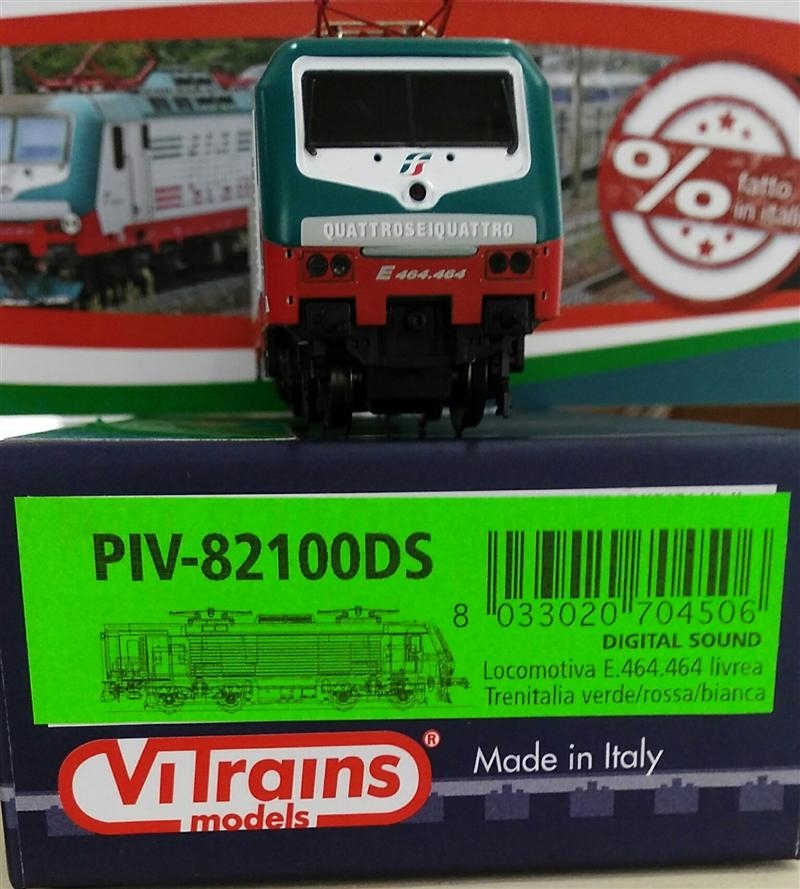 %
fatto
in itali
QUATTROSEIQUATTRO
E 464.464
PIV-82100DS
8 033020 704506
DIGITAL SOUND
Locomotiva E.464.464 livrea
Trenitalia verde/rossa/bianca
ViTrains®
models
Made in Italy